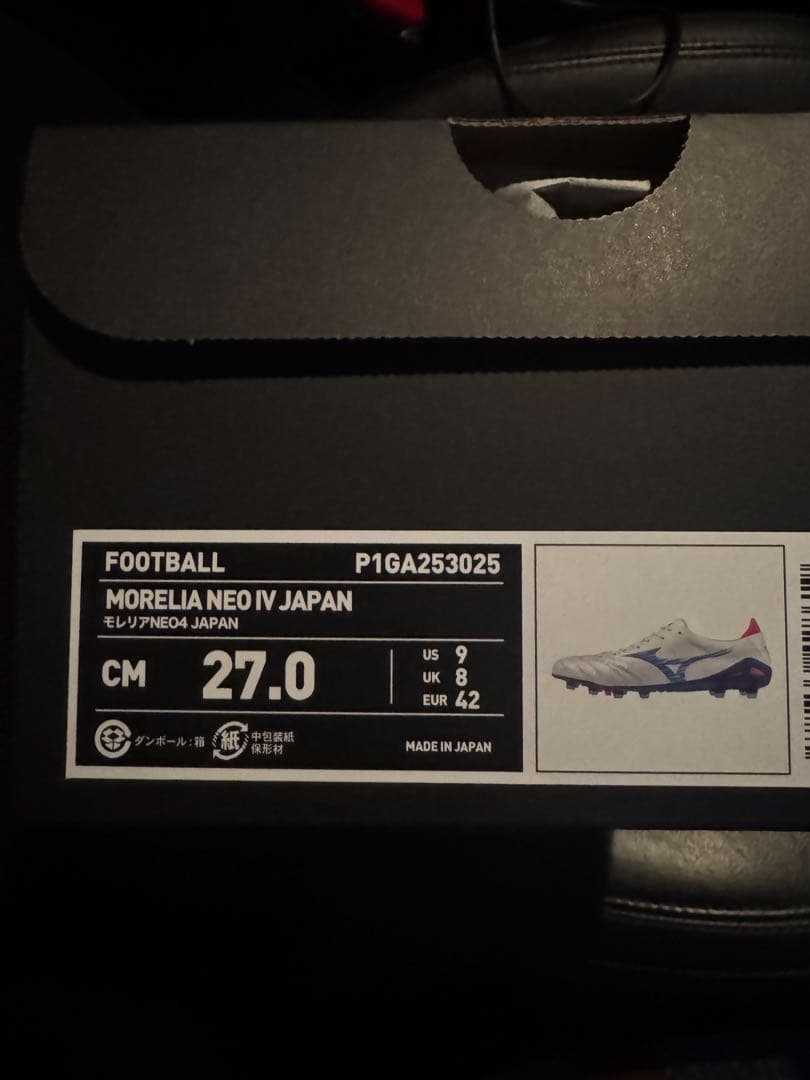 FOOTBALL P1GA253025
MORELIA NEO IV JAPAN
モレリアNEO4 JAPAN
CM 27.0
US 9
UK 8
EUR 42
ダンボール:箱
紙 中包装紙
保形材
MADE IN JAPAN